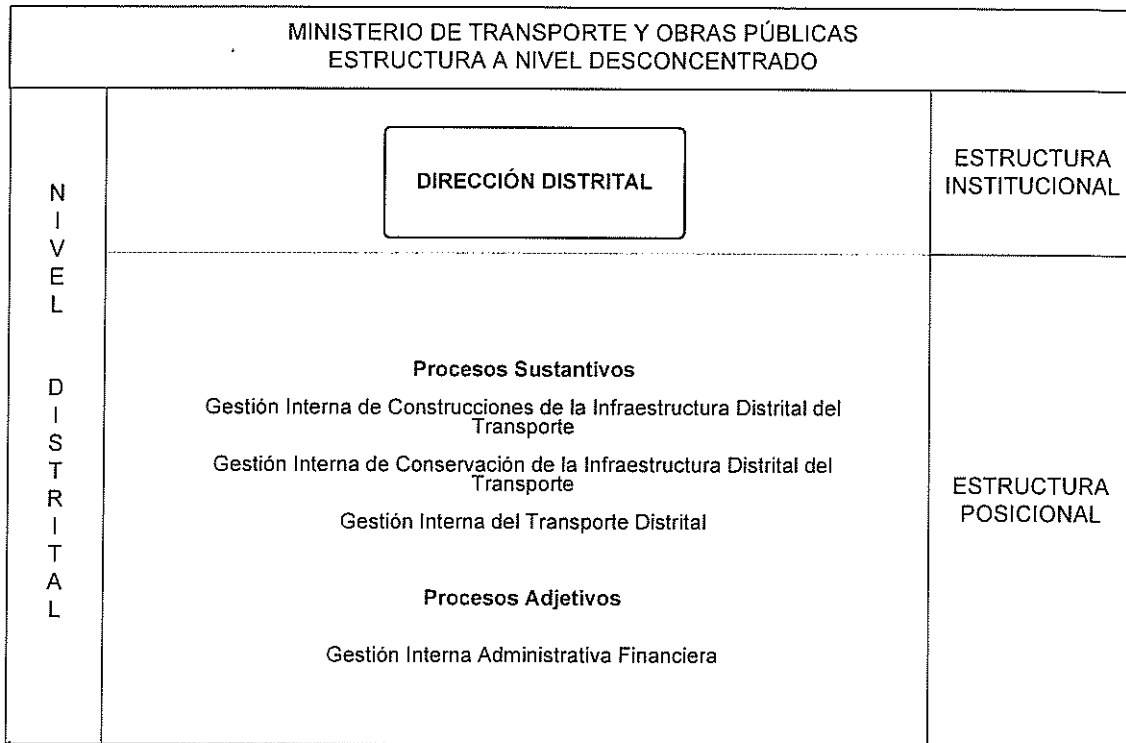 MINISTERIO DE TRANSPORTE Y OBRAS PÚBLICAS
ESTRUCTURA A NIVEL DESCONCENTRADO
NIVEL DISTRITAL
DIRECCIÓN DISTRITAL
ESTRUCTURA
INSTITUCIONAL
Procesos Sustantivos
Gestión Interna de Construcciones de la Infraestructura Distrital del
Transporte
Gestión Interna de Conservación de la Infraestructura Distrital del
Transporte
Gestión Interna del Transporte Distrital
Procesos Adjetivos
Gestión Interna Administrativa Financiera
ESTRUCTURA
POSICIONAL